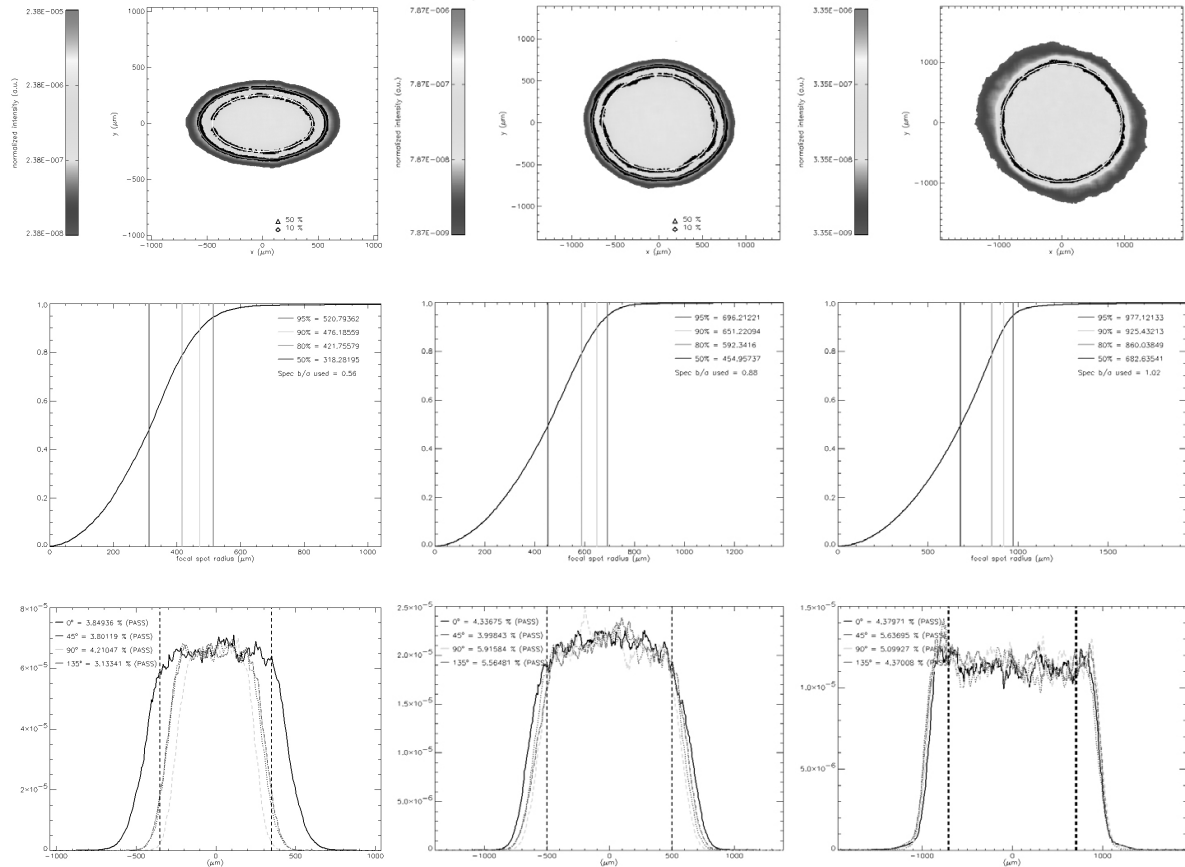 2.38E-005
2.38E-006
2.38E-007
2.38E-008
normalized intensity (a.u.)
1000
500
0
-500
-1000
y (μm)
△ 50 %
◇ 10 %
-1000 -500 0 500 1000
x (μm)
7.87E-006
7.87E-007
7.87E-008
7.87E-009
normalized intensity (a.u.)
1000
500
0
-500
-1000
y (μm)
△ 50 %
◇ 10 %
-1000 -500 0 500 1000
x (μm)
3.35E-006
3.35E-007
3.35E-008
3.35E-009
normalized intensity (a.u.)
1000
0
-1000
y (μm)
-1000 0 1000
x (μm)
1.0
0.8
0.6
0.4
0.2
0.0
95% = 520.79362
90% = 476.18559
80% = 421.75579
50% = 318.28195
Spec b/a used = 0.56
0 200 400 600 800 1000
focal spot radius (μm)
1.0
0.8
0.6
0.4
0.2
0.0
95% = 696.21221
90% = 651.22094
80% = 592.3416
50% = 454.95737
Spec b/a used = 0.88
0 200 400 600 800 1000 1200
focal spot radius (μm)
1.0
0.8
0.6
0.4
0.2
0.0
95% = 977.12133
90% = 925.43213
80% = 860.03849
50% = 682.63541
Spec b/a used = 1.02
0 500 1000 1500
focal spot radius (μm)
8×10⁻⁵
6×10⁻⁵
4×10⁻⁵
2×10⁻⁵
0
0° = 3.84936 % (PASS)
45° = 3.80119 % (PASS)
90° = 4.21047 % (PASS)
135° = 3.13341 % (PASS)
-1000 -500 0 500 1000
(μm)
2.5×10⁻⁵
2.0×10⁻⁵
1.5×10⁻⁵
1.0×10⁻⁵
5.0×10⁻⁶
0
0° = 4.33675 % (PASS)
45° = 3.99843 % (PASS)
90° = 5.91584 % (PASS)
135° = 5.56481 % (PASS)
-1000 -500 0 500 1000
(μm)
1.5×10⁻⁵
1.0×10⁻⁵
5.0×10⁻⁶
0
0° = 4.37971 % (PASS)
45° = 5.63695 % (PASS)
90° = 5.09927 % (PASS)
135° = 4.37008 % (PASS)
-1000 0 1000
(μm)